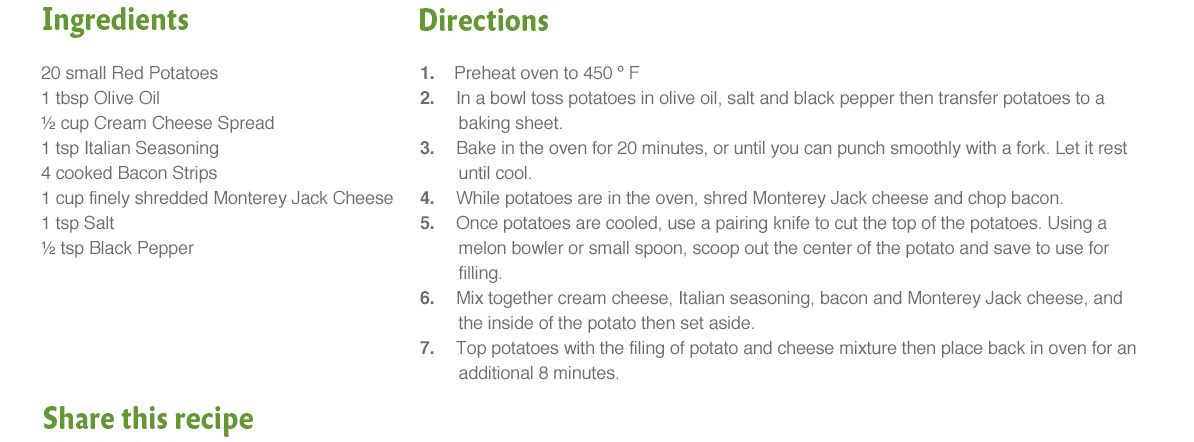 Ingredients
20 small Red Potatoes
1 tbsp Olive Oil
½ cup Cream Cheese Spread
1 tsp Italian Seasoning
4 cooked Bacon Strips
1 cup finely shredded Monterey Jack Cheese
1 tsp Salt
½ tsp Black Pepper
Directions
1. Preheat oven to 450 º F
2. In a bowl toss potatoes in olive oil, salt and black pepper then transfer potatoes to a
baking sheet.
3. Bake in the oven for 20 minutes, or until you can punch smoothly with a fork. Let it rest
until cool.
4. While potatoes are in the oven, shred Monterey Jack cheese and chop bacon.
5. Once potatoes are cooled, use a pairing knife to cut the top of the potatoes. Using a
melon bowler or small spoon, scoop out the center of the potato and save to use for
filling.
6. Mix together cream cheese, Italian seasoning, bacon and Monterey Jack cheese, and
the inside of the potato then set aside.
7. Top potatoes with the filing of potato and cheese mixture then place back in oven for an
additional 8 minutes.
Share this recipe